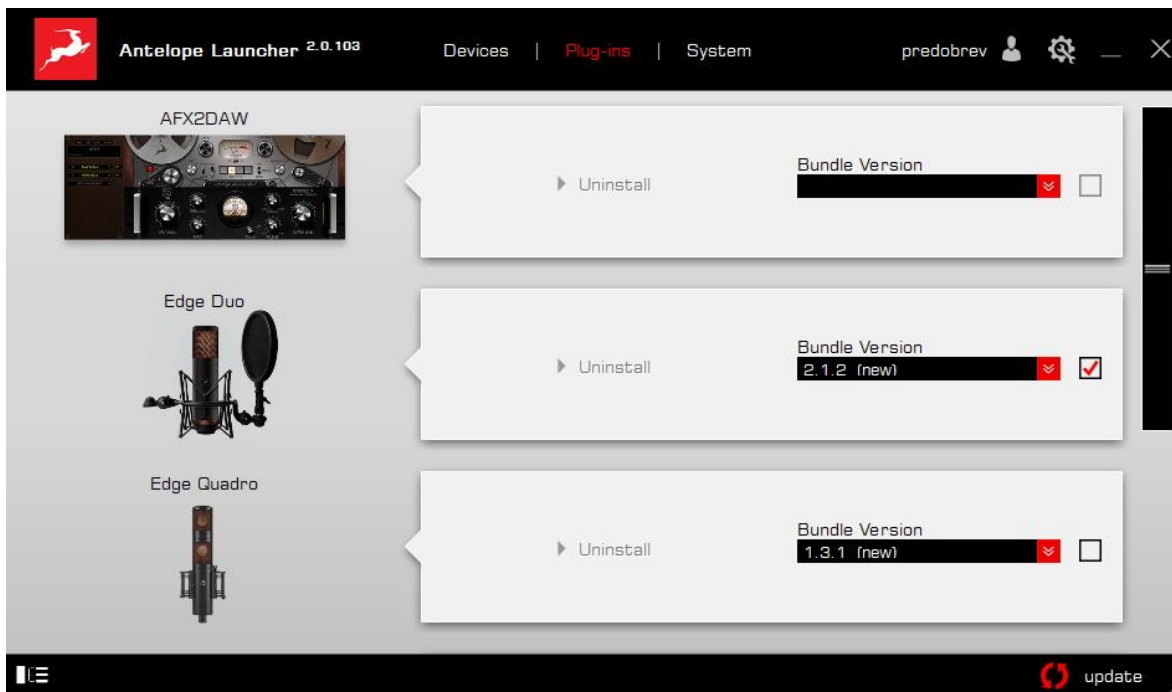 Antelope Launcher 2.0.103
Devices | Plug-ins | System
predobrev
AFX2DAW
Uninstall
Bundle Version
Edge Duo
Uninstall
Bundle Version
2.1.2 (new)
Edge Quadro
Uninstall
Bundle Version
1.3.1 (new)
update